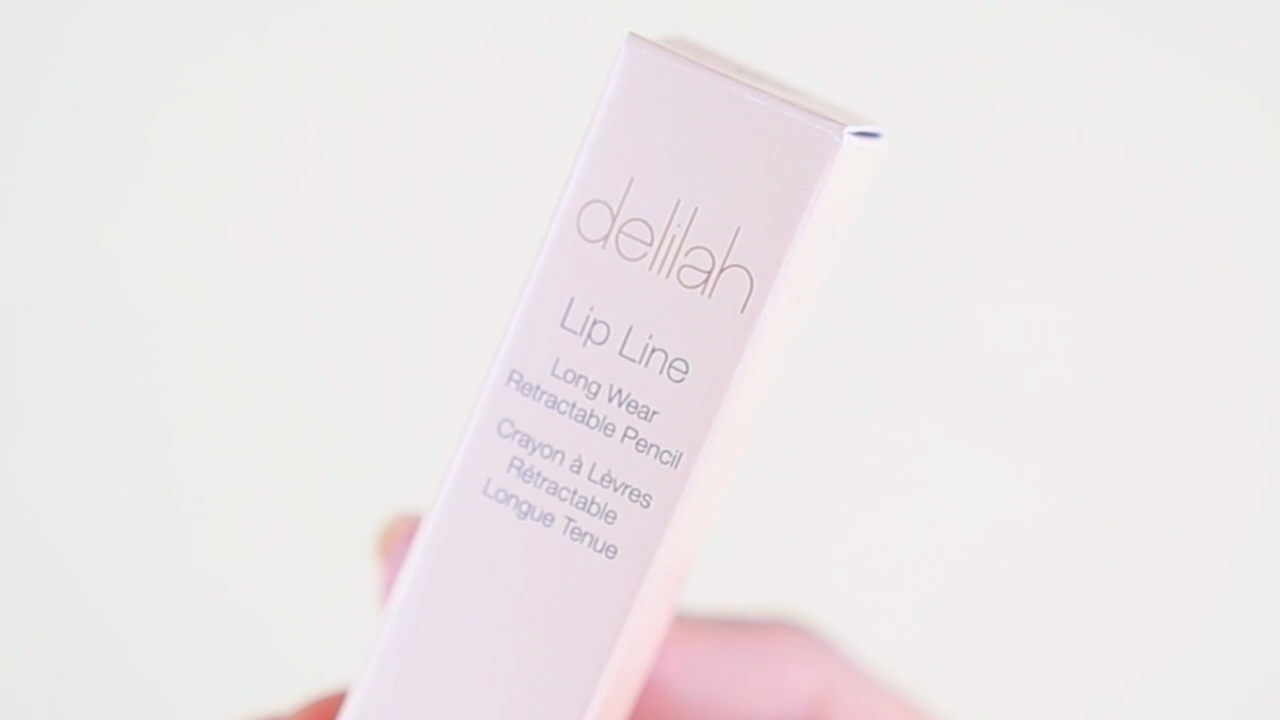 delilah
Lip Line
Long Wear
Retractable Pencil
Crayon à Lèvres
Rétractable
Longue Tenue